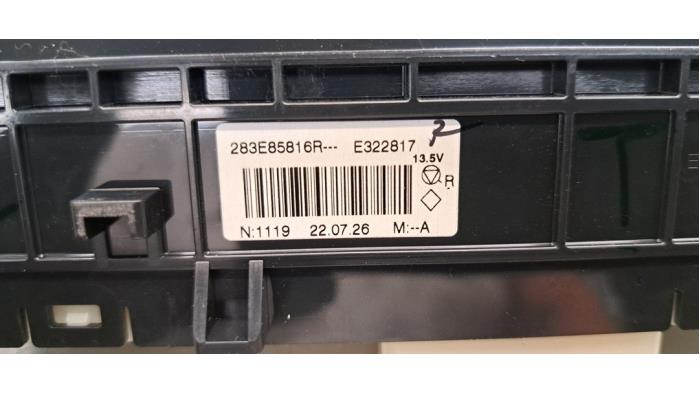 283E85816R--- E322817
13.5V
R
N:1119 22.07.26 M:--A